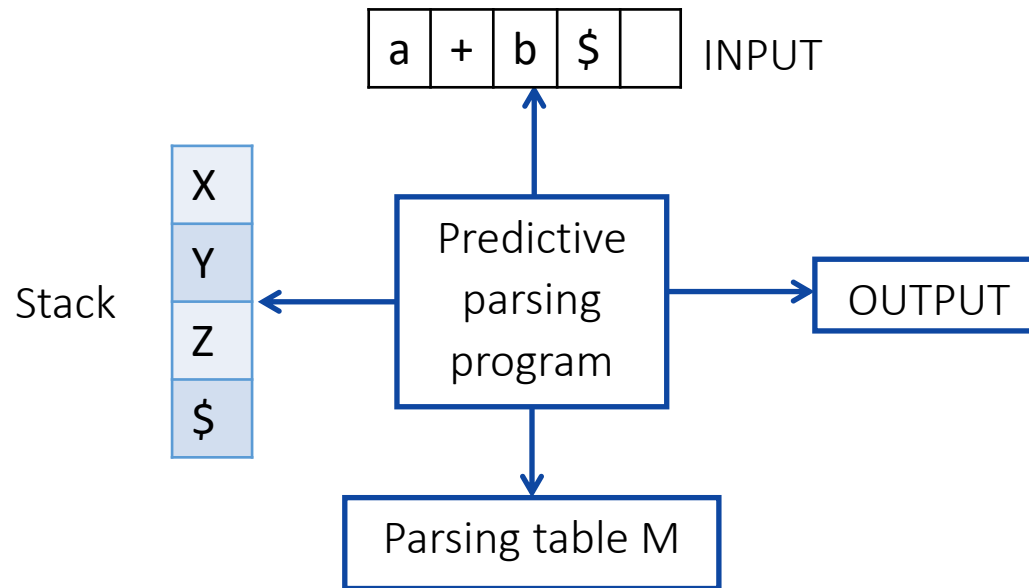 a + b $
INPUT
X
Y
Z
$
Stack
Predictive
parsing
program
OUTPUT
Parsing table M